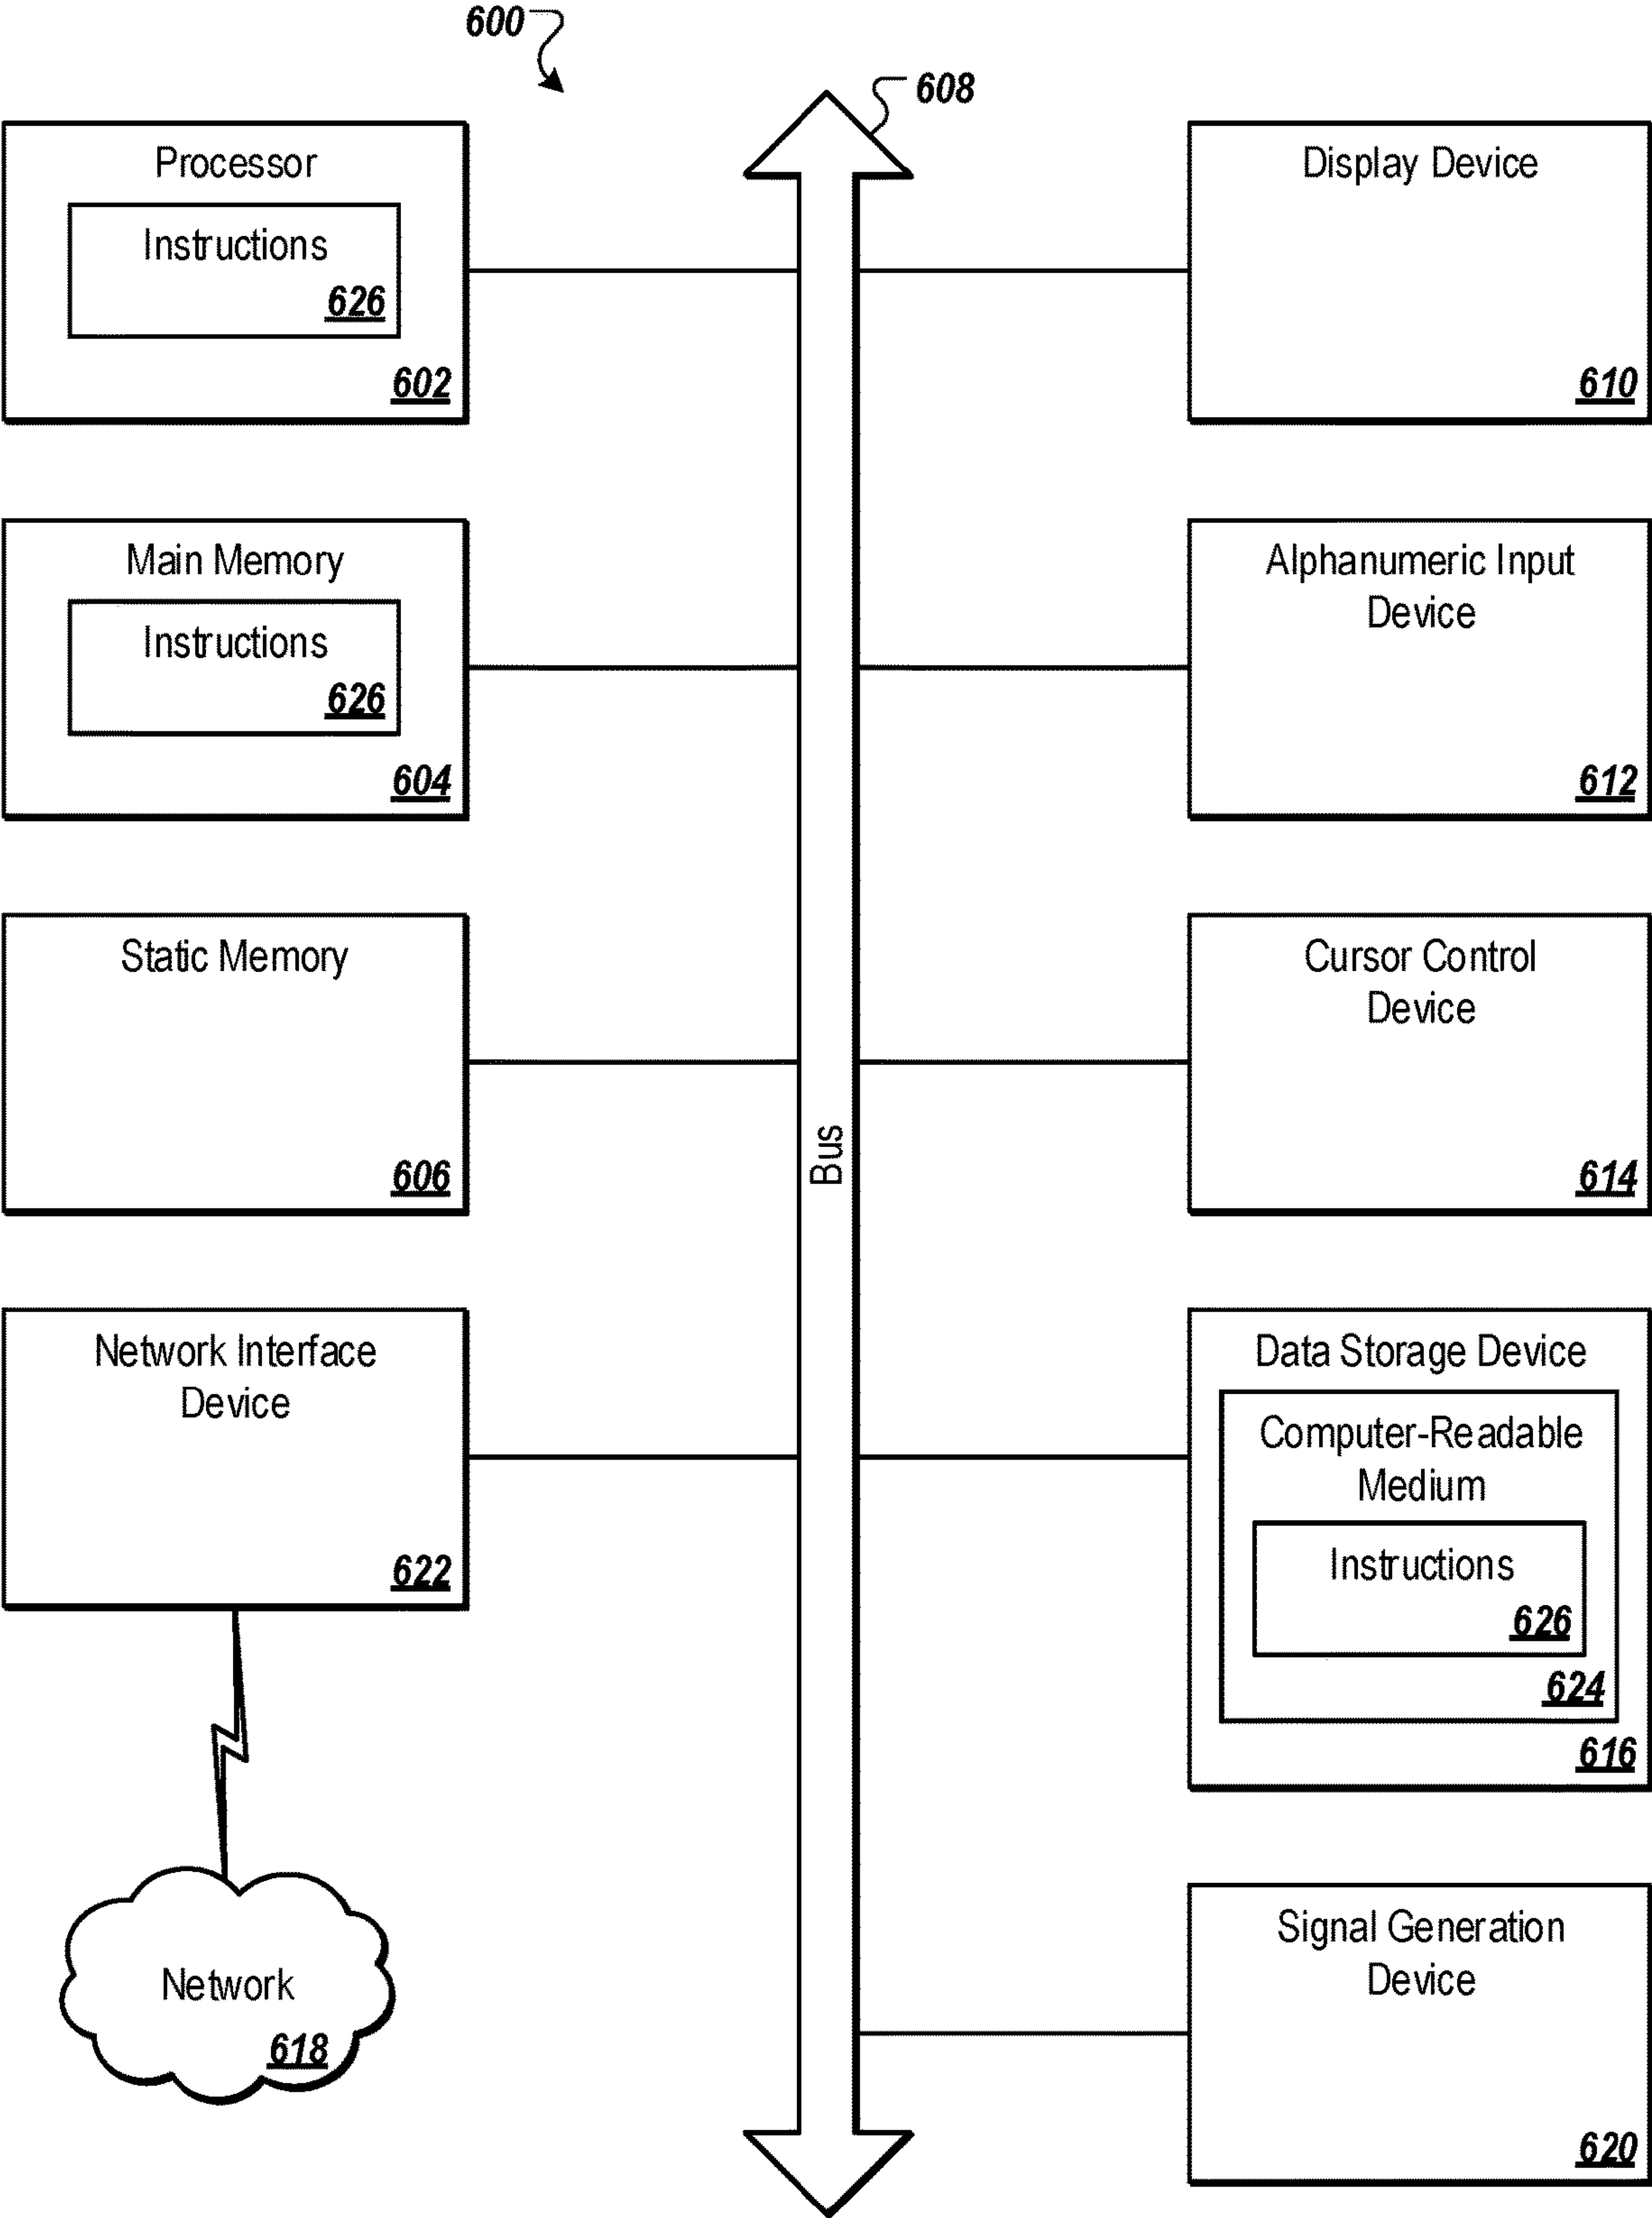 600
608
Processor
Instructions
626
602
Display Device
610
Main Memory
Instructions
626
604
Alphanumeric Input
Device
612
Static Memory
606
Cursor Control
Device
614
Bus
Network Interface
Device
622
Data Storage Device
Computer-Readable
Medium
Instructions
626
624
616
Network
618
Signal Generation
Device
620